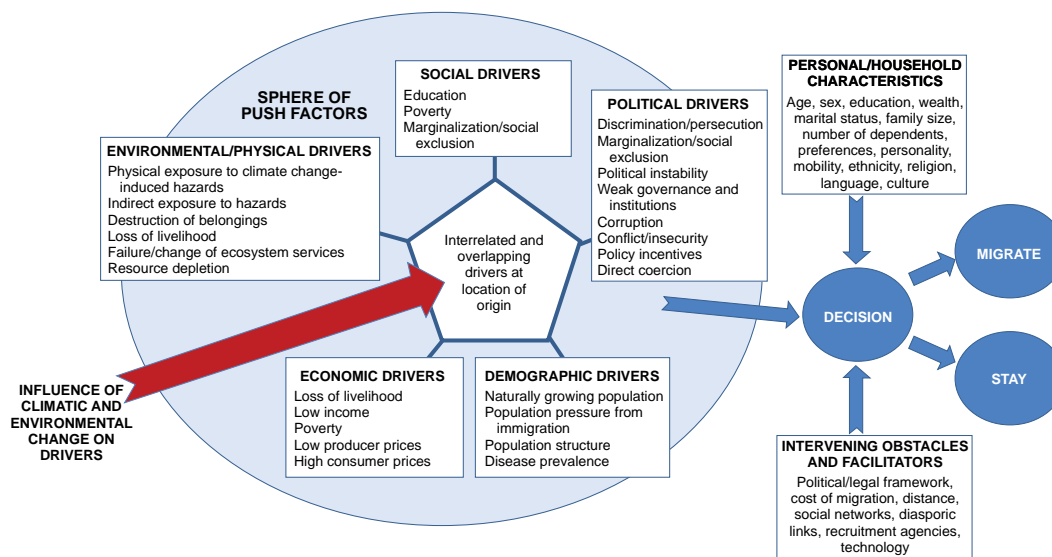 SPHERE OF
PUSH FACTORS
SOCIAL DRIVERS
Education
Poverty
Marginalization/social
exclusion
ENVIRONMENTAL/PHYSICAL DRIVERS
Physical exposure to climate change-
induced hazards
Indirect exposure to hazards
Destruction of belongings
Loss of livelihood
Failure/change of ecosystem services
Resource depletion
POLITICAL DRIVERS
Discrimination/persecution
Marginalization/social
exclusion
Political instability
Weak governance and
institutions
Corruption
Conflict/insecurity
Policy incentives
Direct coercion
Interrelated and
overlapping
drivers at
location of
origin
ECONOMIC DRIVERS
Loss of livelihood
Low income
Poverty
Low producer prices
High consumer prices
DEMOGRAPHIC DRIVERS
Naturally growing population
Population pressure from
immigration
Population structure
Disease prevalence
INFLUENCE OF
CLIMATIC AND
ENVIRONMENTAL
CHANGE ON
DRIVERS
PERSONAL/HOUSEHOLD
CHARACTERISTICS
Age, sex, education, wealth,
marital status, family size,
number of dependents,
preferences, personality,
mobility, ethnicity, religion,
language, culture
DECISION
MIGRATE
STAY
INTERVENING OBSTACLES
AND FACILITATORS
Political/legal framework,
cost of migration, distance,
social networks, diasporic
links, recruitment agencies,
technology